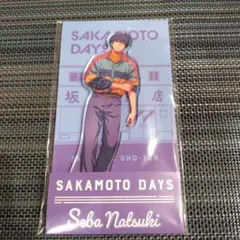 SAKAMOTO
DAYS
坂 店
SHO-TEN
SAKAMOTO DAYS
Seba Natsuki